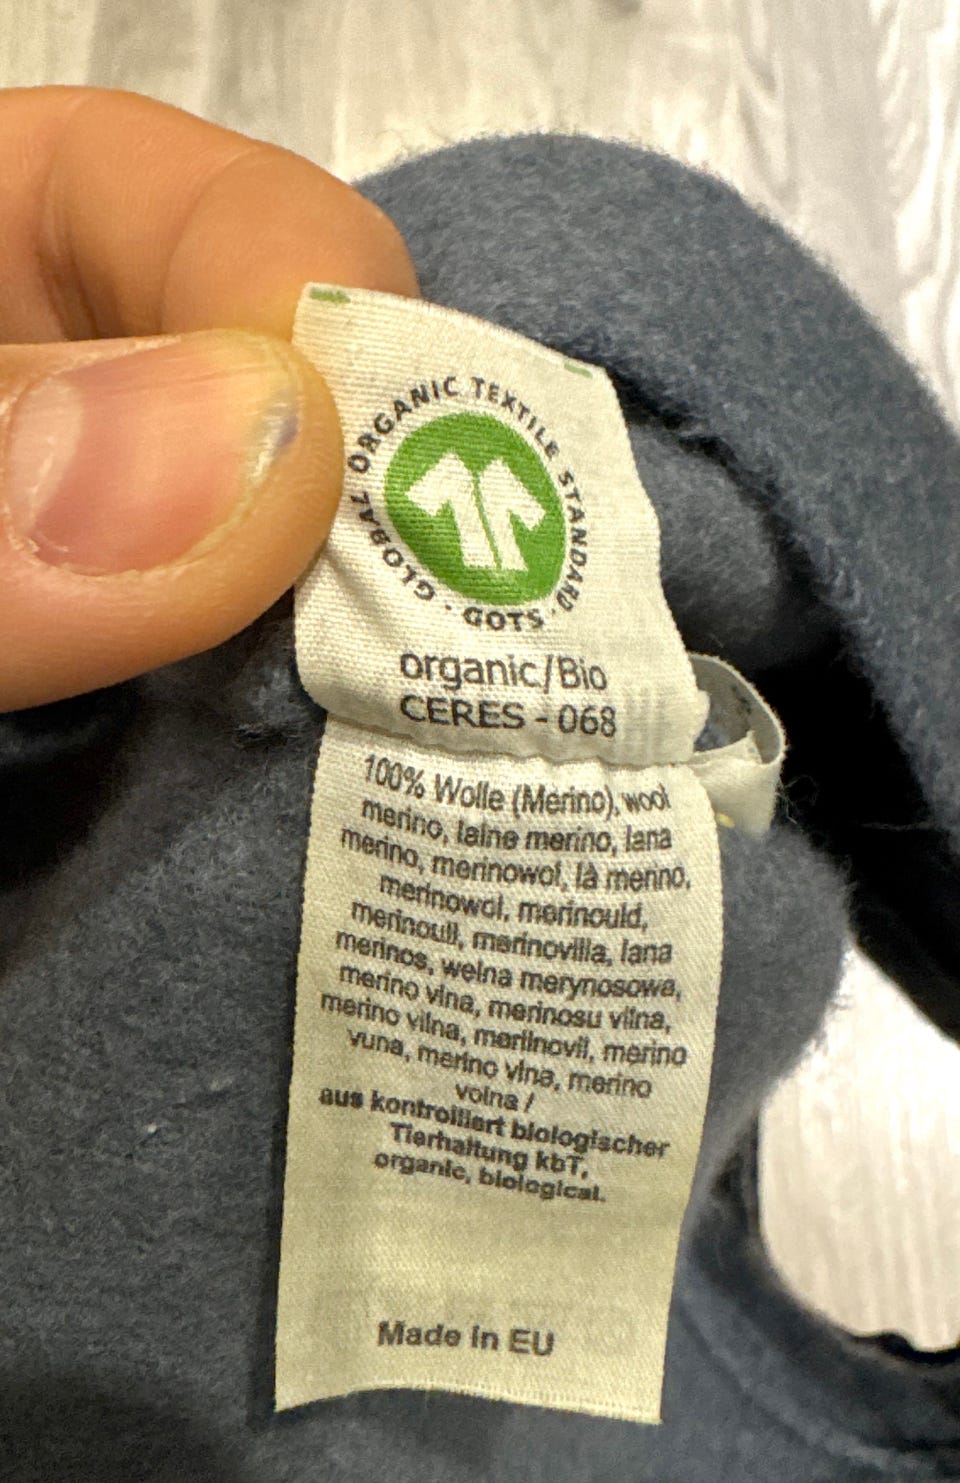 GLOBAL ORGANIC TEXTILE STANDARD · GOTS ·
organic/Bio
CERES - 068
100% Wolle (Merino), wool
merino, laine merino, lana
merino, merinowol, là merino,
merinowol, merinould,
merinoull, merinovilla, lana
merinos, wełna merynosowa,
merino vlna, merinosu vilna,
merino vilna, meriinovil, merino
vuna, merino vlna, merino
volna /
aus kontrolliert biologischer
Tierhaltung kbT,
organic, biological.
Made in EU